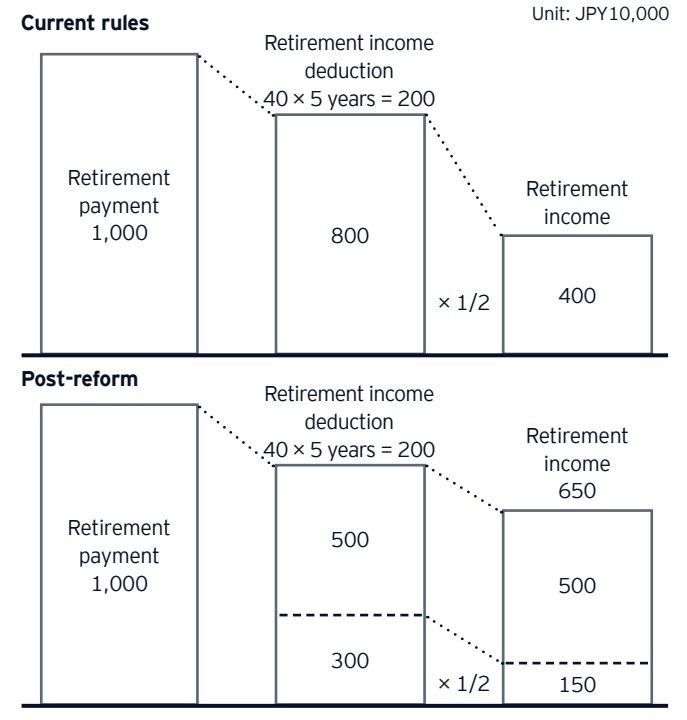 Current rules
Unit: JPY10,000
Retirement income
deduction
40 × 5 years = 200
Retirement
payment
1,000
800
× 1/2
Retirement
income
400
Post-reform
Retirement income
deduction
40 × 5 years = 200
Retirement
payment
1,000
500
300
× 1/2
Retirement
income
650
500
150